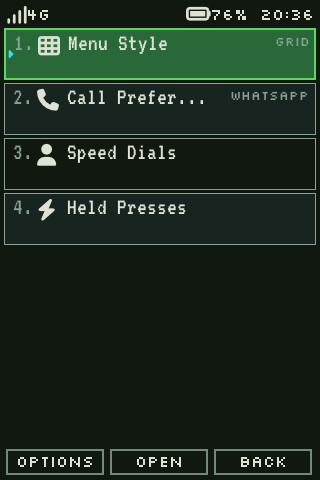 4G 76% 20:36
1. Menu Style GRID
2. Call Prefer... WHATSAPP
3. Speed Dials
4. Held Presses
OPTIONS OPEN BACK